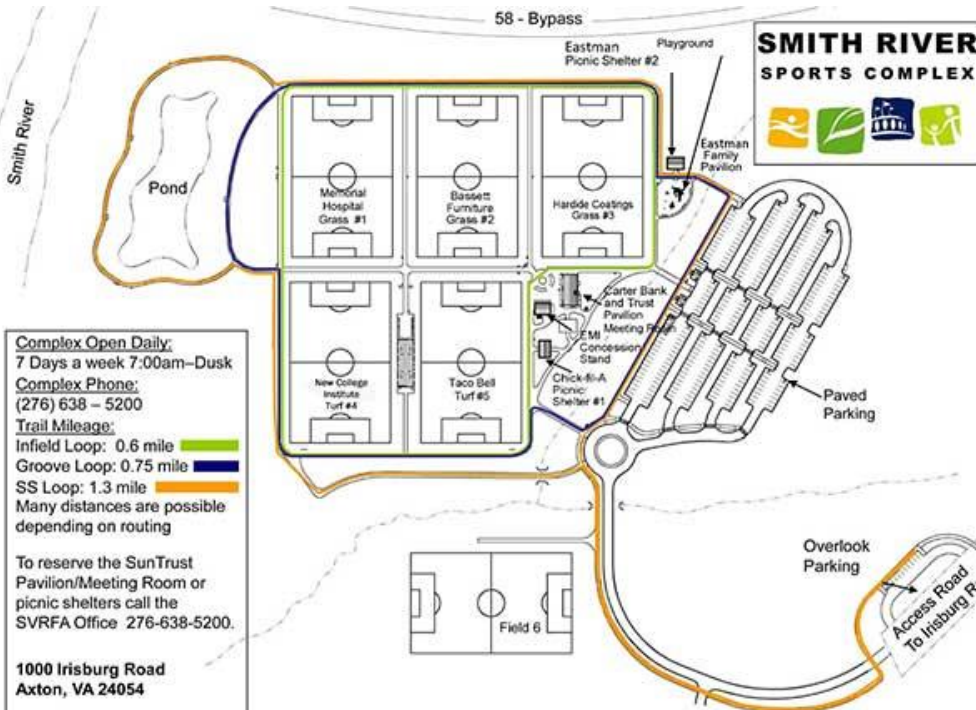 58 - Bypass
Eastman
Picnic Shelter #2
Playground
SMITH RIVER
SPORTS COMPLEX
Smith River
Pond
Eastman
Family
Pavilion
Memorial
Hospital
Grass #1
Bassett
Furniture
Grass #2
Hardide Coatings
Grass #3
Carter Bank
and Trust
Pavilion
Meeting Room
EMI
Concession
Stand
Chick-fil-A
Picnic
Shelter #1
New College
Institute
Turf #4
Taco Bell
Turf #5
Paved
Parking
Complex Open Daily:
7 Days a week 7:00am–Dusk
Complex Phone:
(276) 638 – 5200
Trail Mileage:
Infield Loop: 0.6 mile
Groove Loop: 0.75 mile
SS Loop: 1.3 mile
Many distances are possible
depending on routing
To reserve the SunTrust
Pavilion/Meeting Room or
picnic shelters call the
SVRFA Office 276-638-5200.
1000 Irisburg Road
Axton, VA 24054
Field 6
Overlook
Parking
Access Road
To Irisburg R